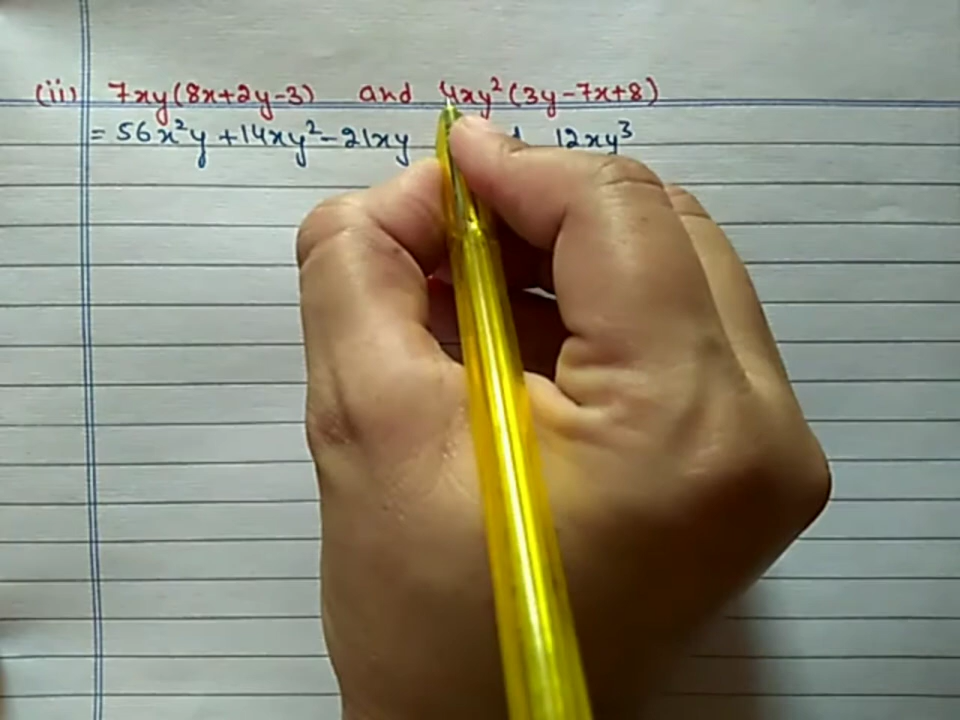 (ii) 7xy(8x+2y-3) and 4xy²(3y-7x+8)
= 56x²y +14xy²-21xy 12xy³